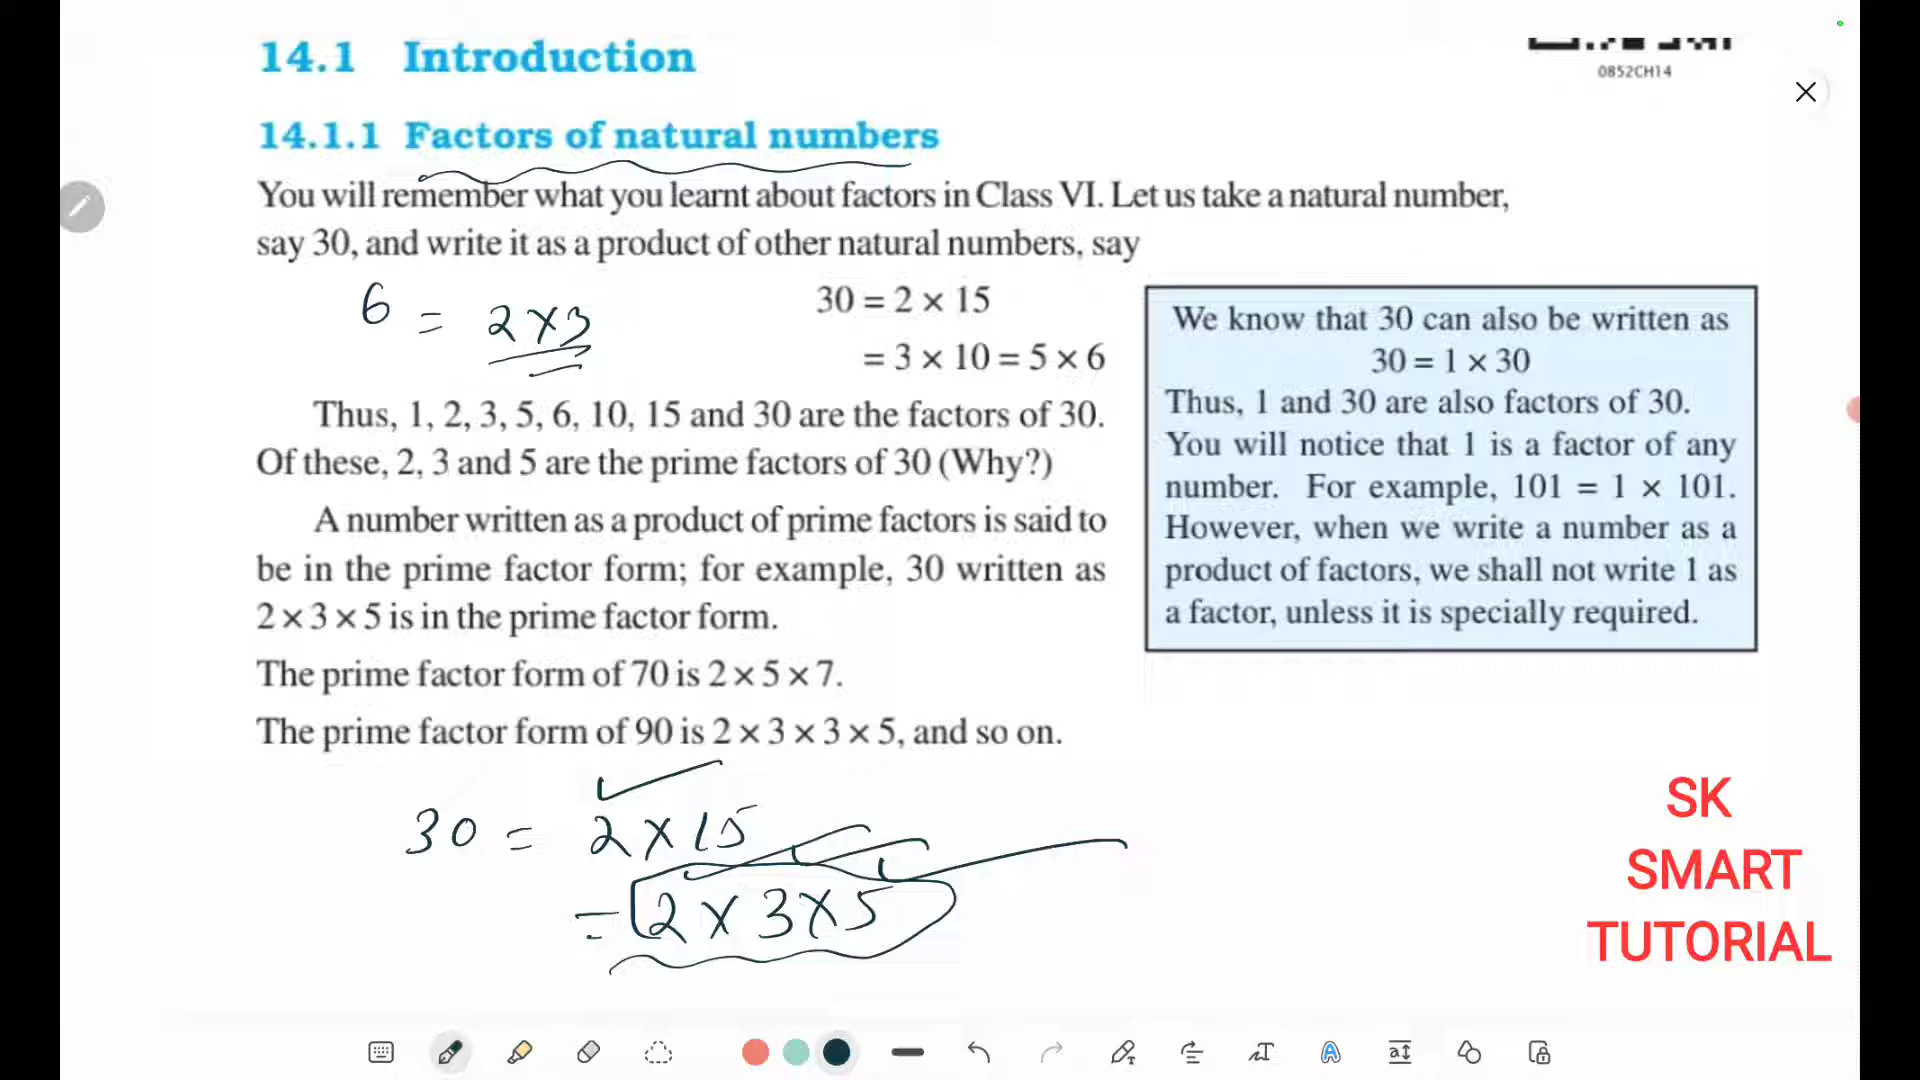 14.1 Introduction
0852CH14
14.1.1 Factors of natural numbers
You will remember what you learnt about factors in Class VI. Let us take a natural number,
say 30, and write it as a product of other natural numbers, say
6 = 2 × 3
30 = 2 × 15
= 3 × 10 = 5 × 6
Thus, 1, 2, 3, 5, 6, 10, 15 and 30 are the factors of 30.
Of these, 2, 3 and 5 are the prime factors of 30 (Why?)
A number written as a product of prime factors is said to
be in the prime factor form; for example, 30 written as
2 × 3 × 5 is in the prime factor form.
The prime factor form of 70 is 2 × 5 × 7.
The prime factor form of 90 is 2 × 3 × 3 × 5, and so on.
We know that 30 can also be written as
30 = 1 × 30
Thus, 1 and 30 are also factors of 30.
You will notice that 1 is a factor of any
number. For example, 101 = 1 × 101.
However, when we write a number as a
product of factors, we shall not write 1 as
a factor, unless it is specially required.
30 = 2 × 15
= 2 × 3 × 5
SK
SMART
TUTORIAL